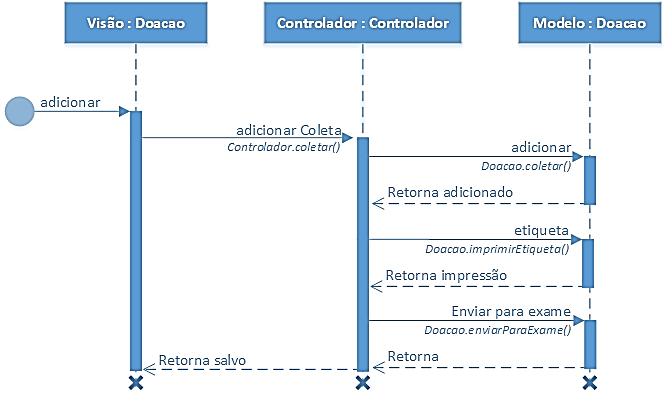 Visão : Doacao
Controlador : Controlador
Modelo : Doacao
adicionar
adicionar Coleta
Controlador.coletar()
adicionar
Doacao.coletar()
Retorna adicionado
etiqueta
Doacao.imprimirEtiqueta()
Retorna impressão
Enviar para exame
Doacao.enviarParaExame()
Retorna
Retorna salvo